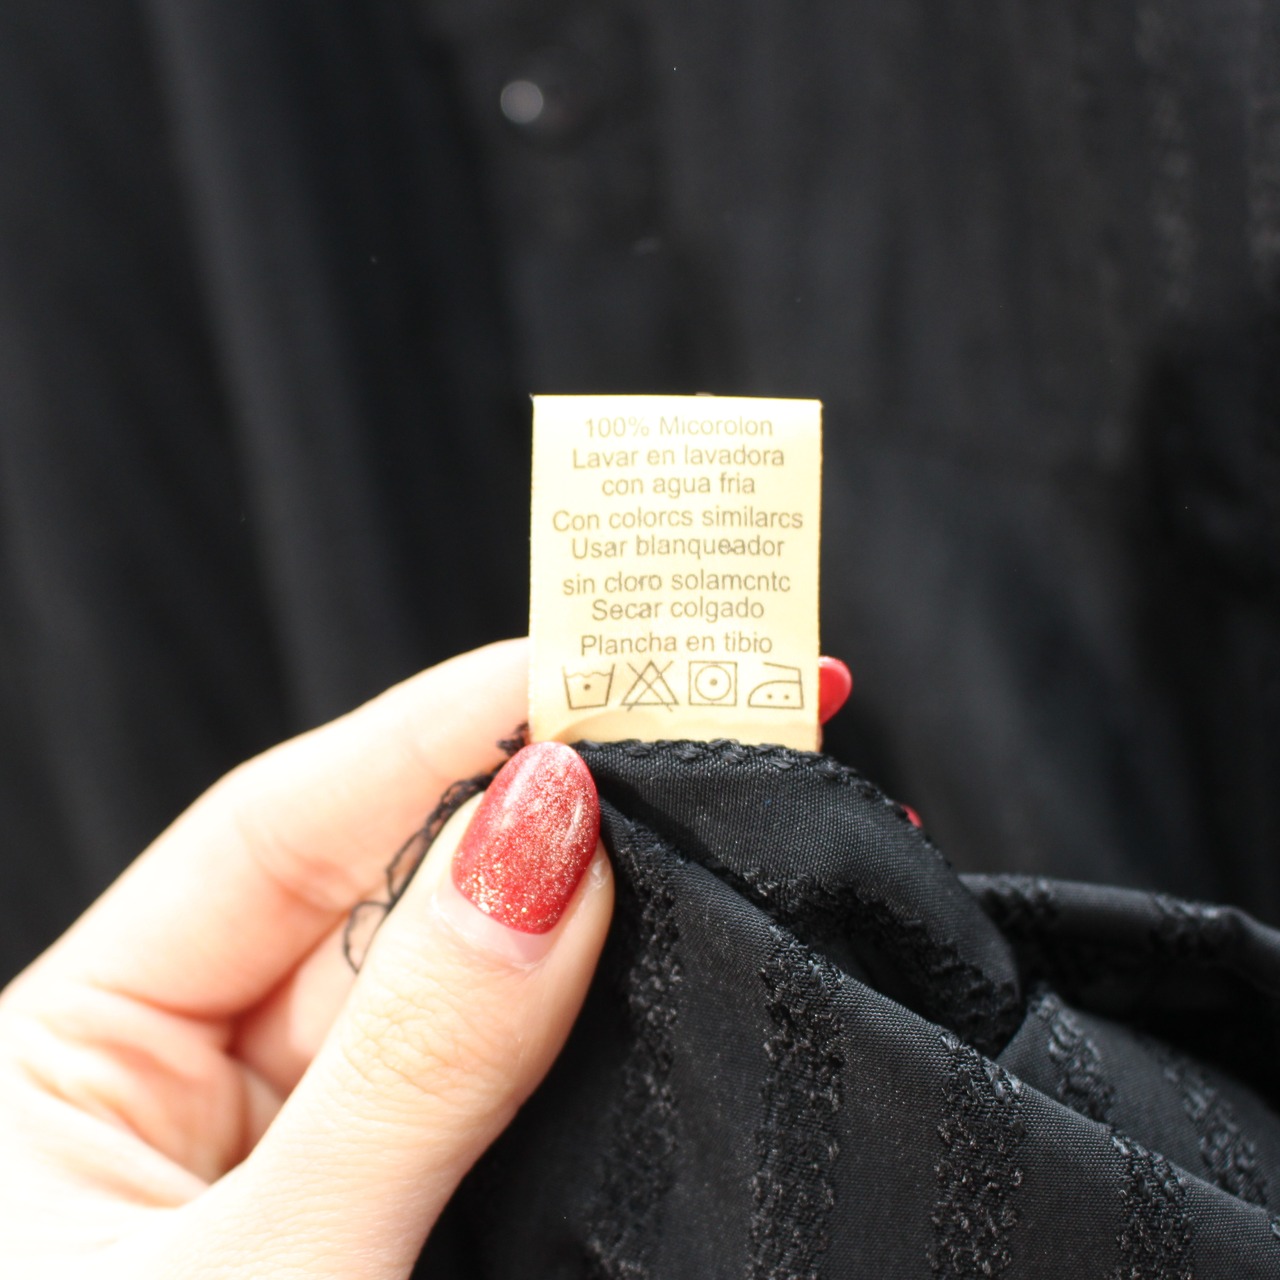 100% Micorolon
Lavar en lavadora
con agua fria
Con colorcs similarcs
Usar blanqueador
sin cloro solamcntc
Secar colgado
Plancha en tibio